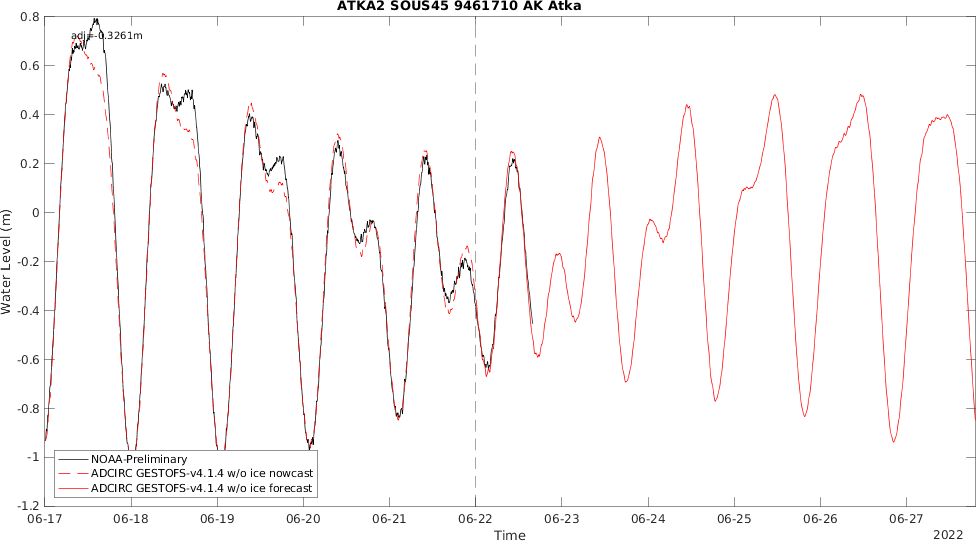 ATKA2 SOUS45 9461710 AK Atka
adj=-0.3261m
Water Level (m)
0.8
0.6
0.4
0.2
0
-0.2
-0.4
-0.6
-0.8
-1
-1.2
NOAA-Preliminary
ADCIRC GESTOFS-v4.1.4 w/o ice nowcast
ADCIRC GESTOFS-v4.1.4 w/o ice forecast
06-17 06-18 06-19 06-20 06-21 06-22 06-23 06-24 06-25 06-26 06-27
Time
2022